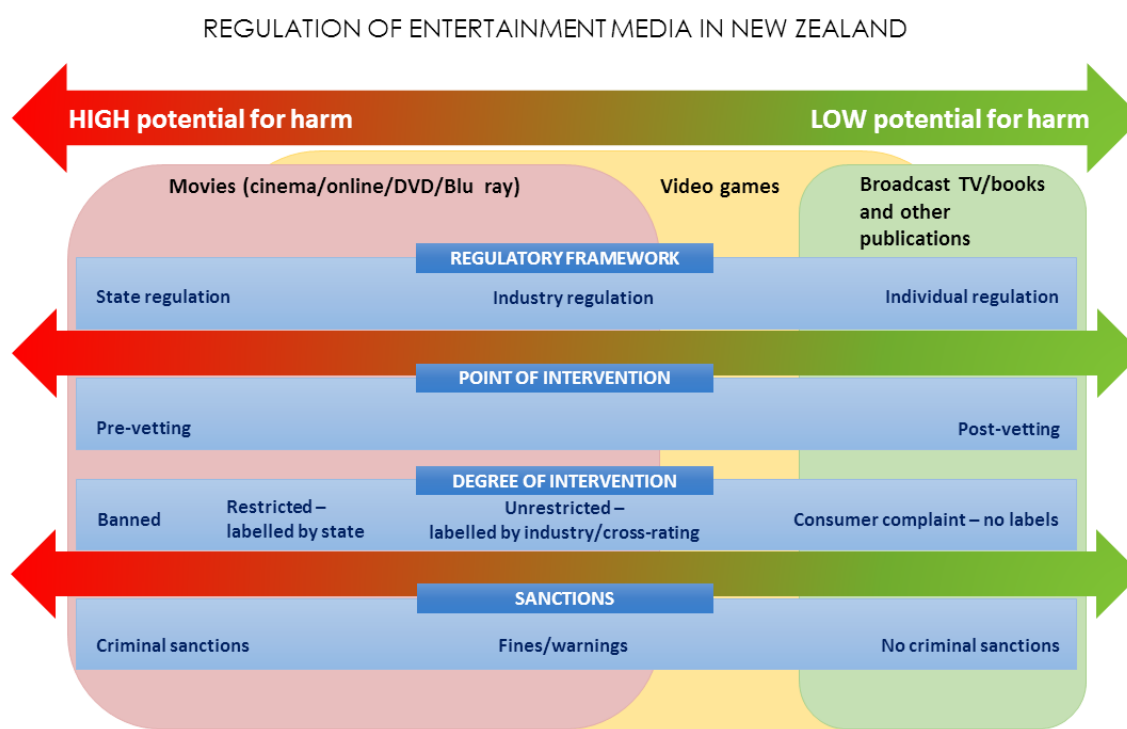 REGULATION OF ENTERTAINMENT MEDIA IN NEW ZEALAND
HIGH potential for harm
LOW potential for harm
Movies (cinema/online/DVD/Blu ray)
Video games
Broadcast TV/books
and other
publications
REGULATORY FRAMEWORK
State regulation
Industry regulation
Individual regulation
POINT OF INTERVENTION
Pre-vetting
Post-vetting
DEGREE OF INTERVENTION
Banned
Restricted –
labelled by state
Unrestricted –
labelled by industry/cross-rating
Consumer complaint – no labels
SANCTIONS
Criminal sanctions
Fines/warnings
No criminal sanctions